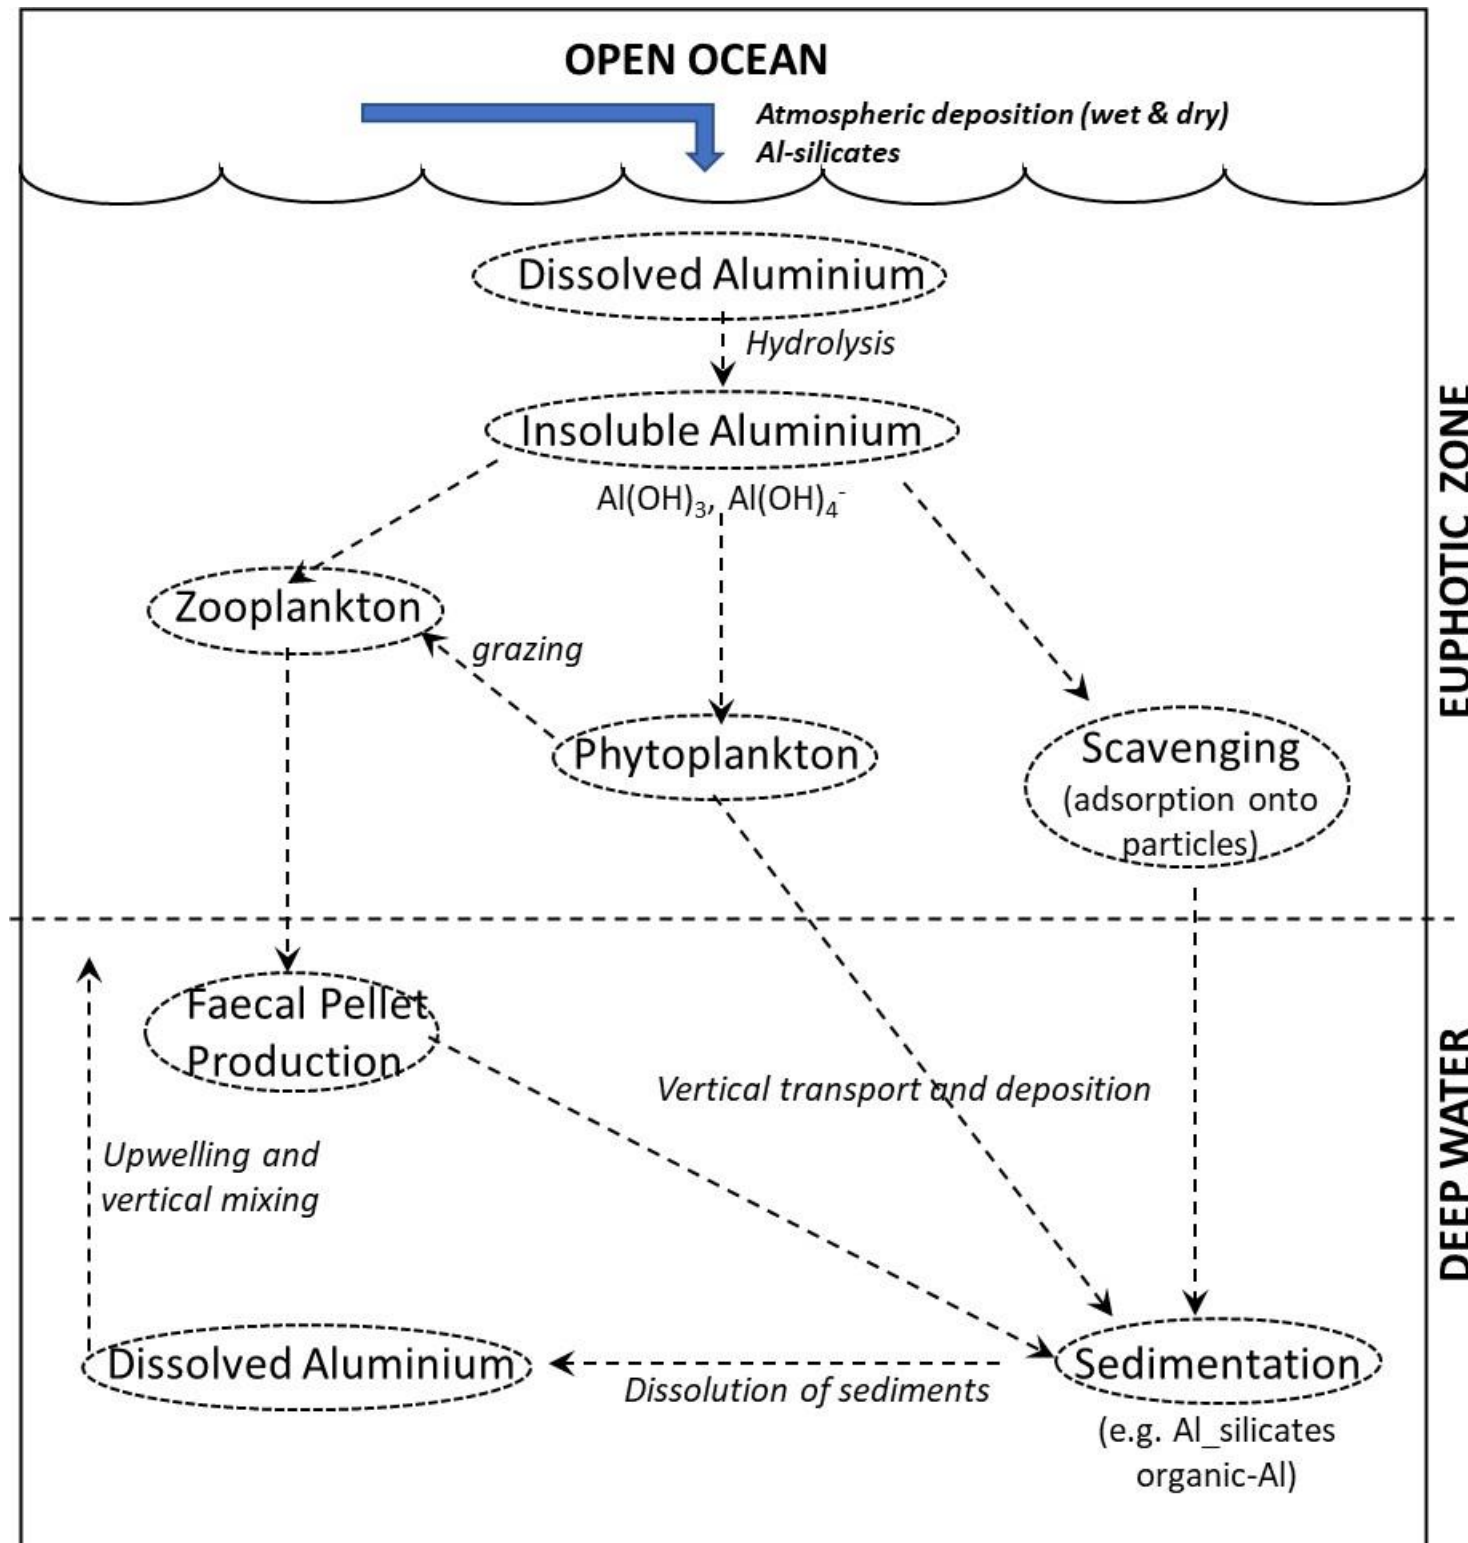 OPEN OCEAN
Atmospheric deposition (wet & dry)
Al-silicates
Dissolved Aluminium
Hydrolysis
Insoluble Aluminium
Al(OH)₃, Al(OH)₄⁻
Zooplankton
grazing
Phytoplankton
Scavenging
(adsorption onto
particles)
EUPHOTIC ZONE
Faecal Pellet
Production
Vertical transport and deposition
Upwelling and
vertical mixing
DEEP WATER
Dissolved Aluminium
Dissolution of sediments
Sedimentation
(e.g. Al_silicates
organic-Al)